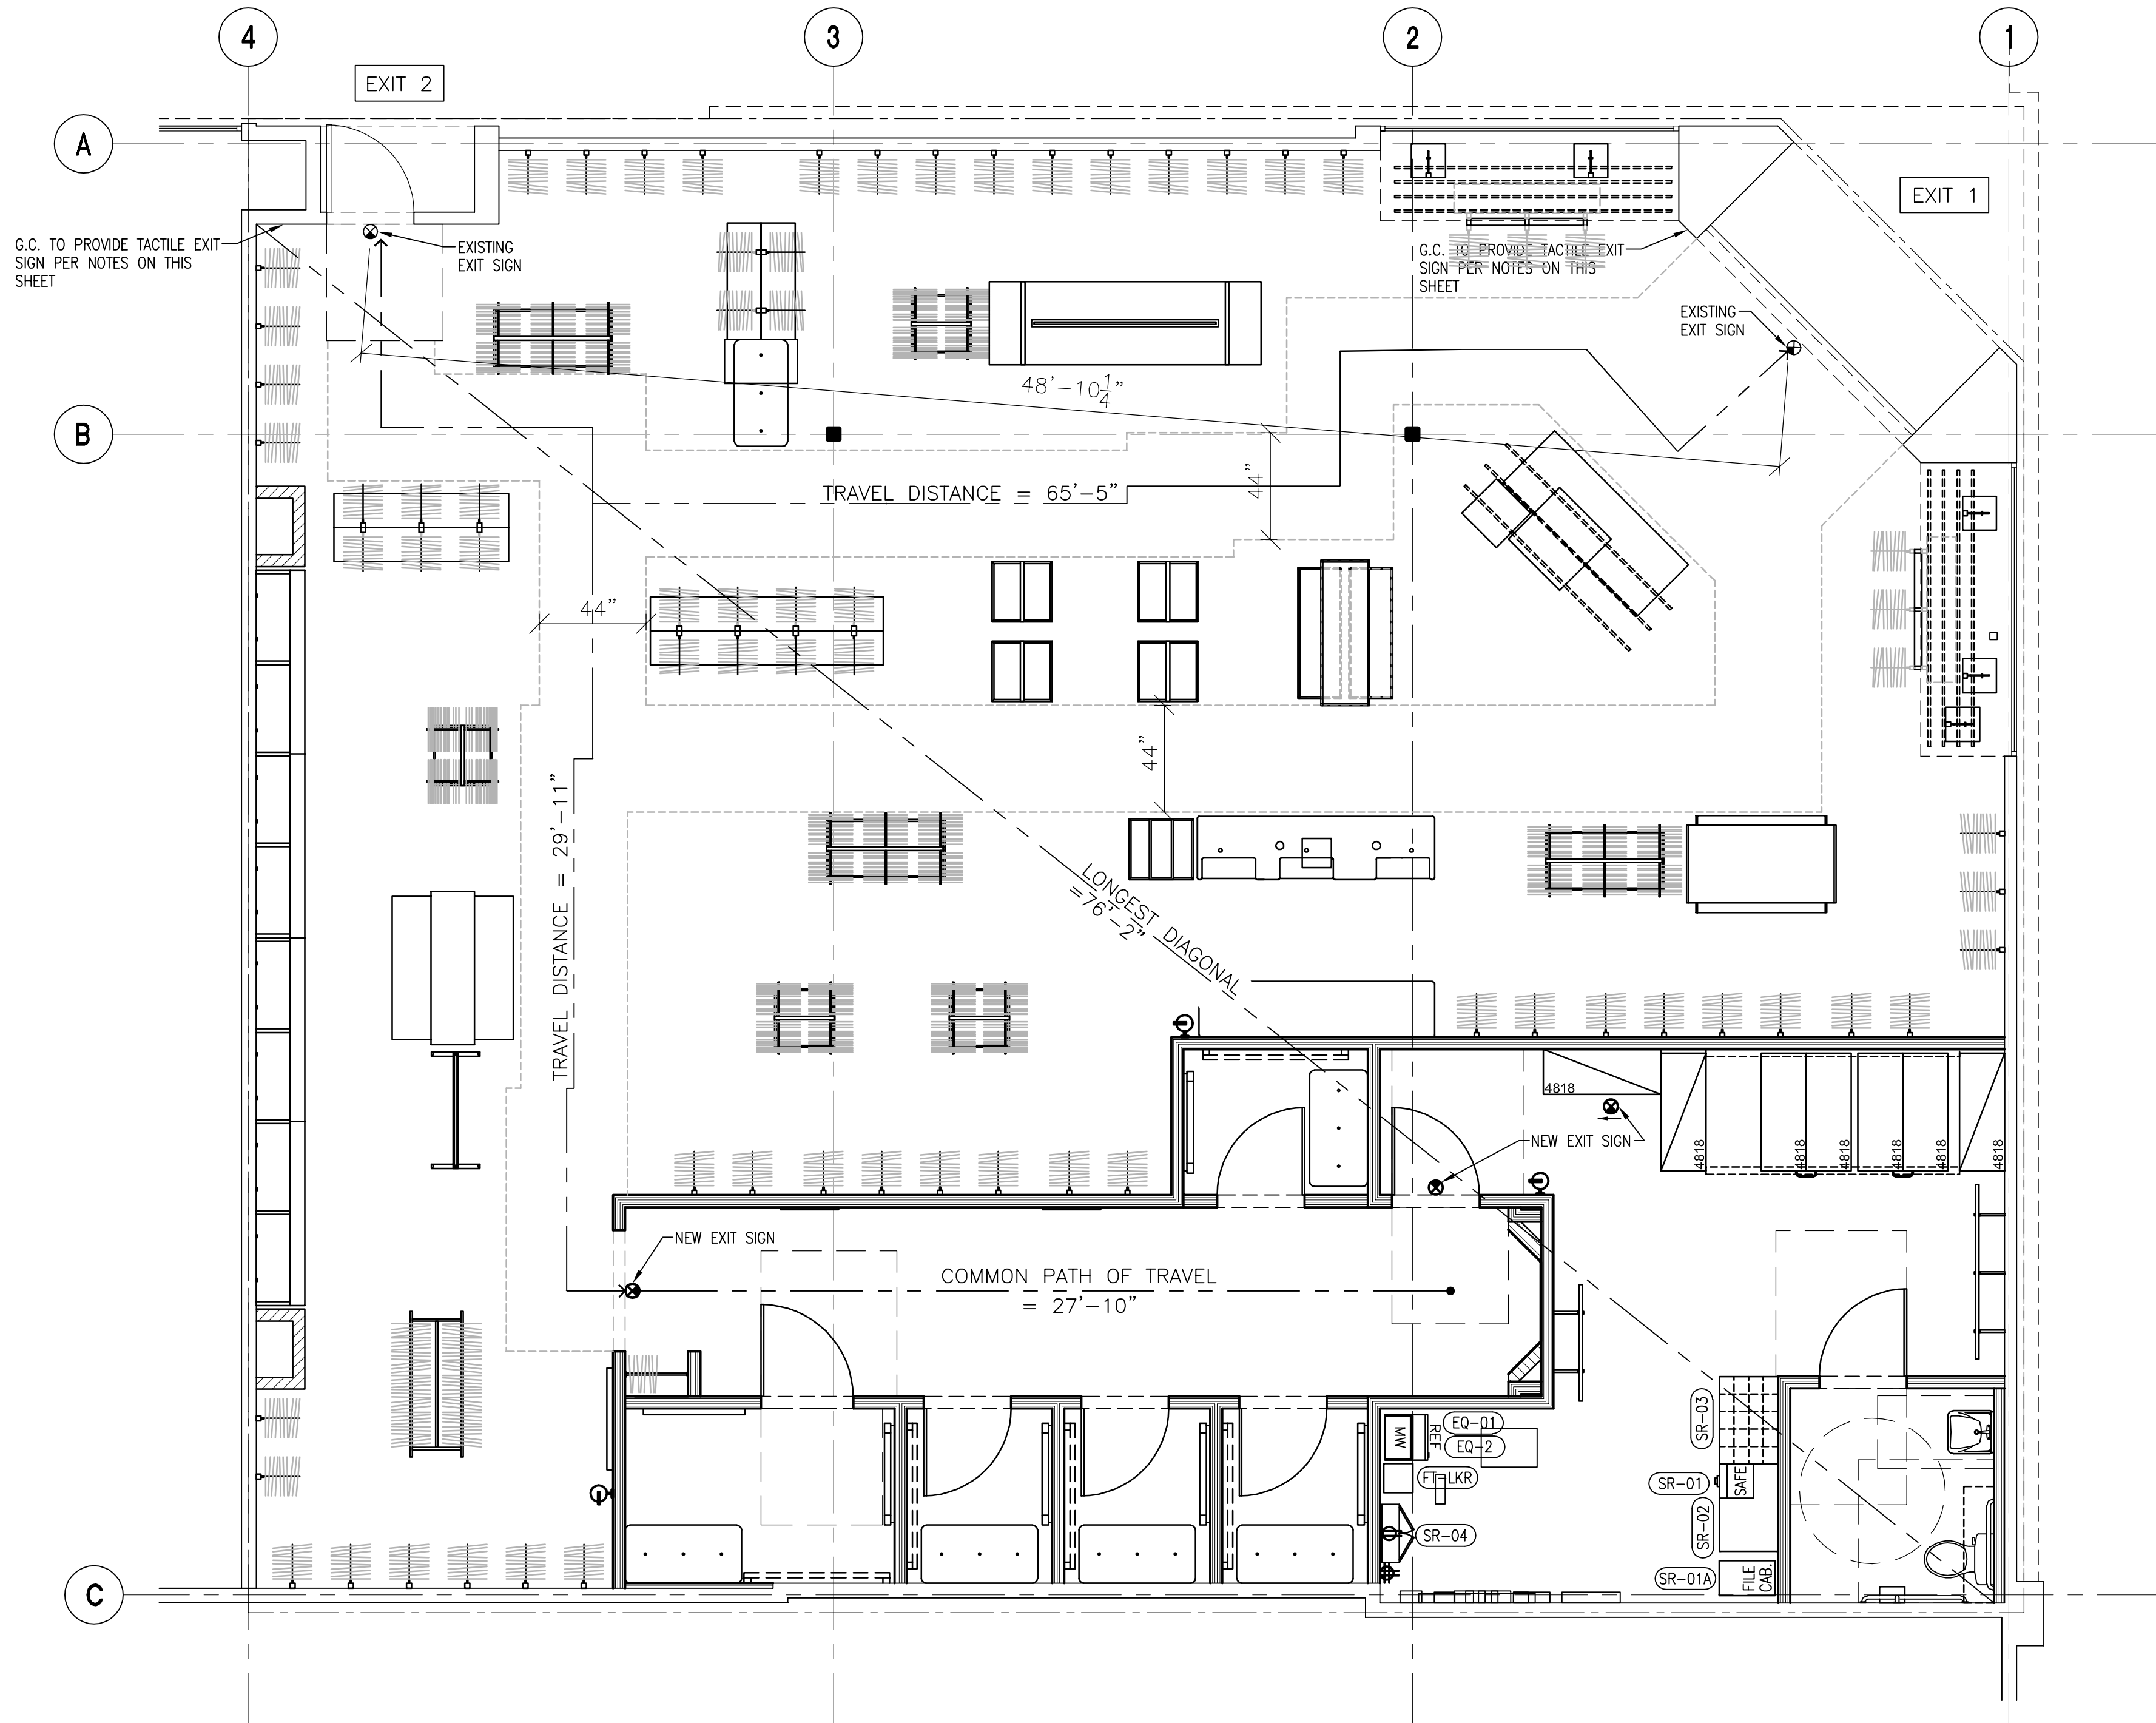 4
3
2
1
EXIT 2
A
EXIT 1
G.C. TO PROVIDE TACTILE EXIT
SIGN PER NOTES ON THIS
SHEET
EXISTING
EXIT SIGN
G.C. TO PROVIDE TACTILE EXIT
SIGN PER NOTES ON THIS
SHEET
EXISTING
EXIT SIGN
48'-10 1/4"
B
TRAVEL DISTANCE = 65'-5"
44"
44"
44"
TRAVEL DISTANCE = 29'-11"
LONGEST DIAGONAL
=76'-2"
4818
4818
4818
4818
4818
4818
4818
NEW EXIT SIGN
NEW EXIT SIGN
COMMON PATH OF TRAVEL
= 27'-10"
MW
REF
EQ-01
EQ-2
FT-LKR
SR-04
SR-03
SR-01
SAFE
SR-02
SR-01A
FILE
CAB.
C